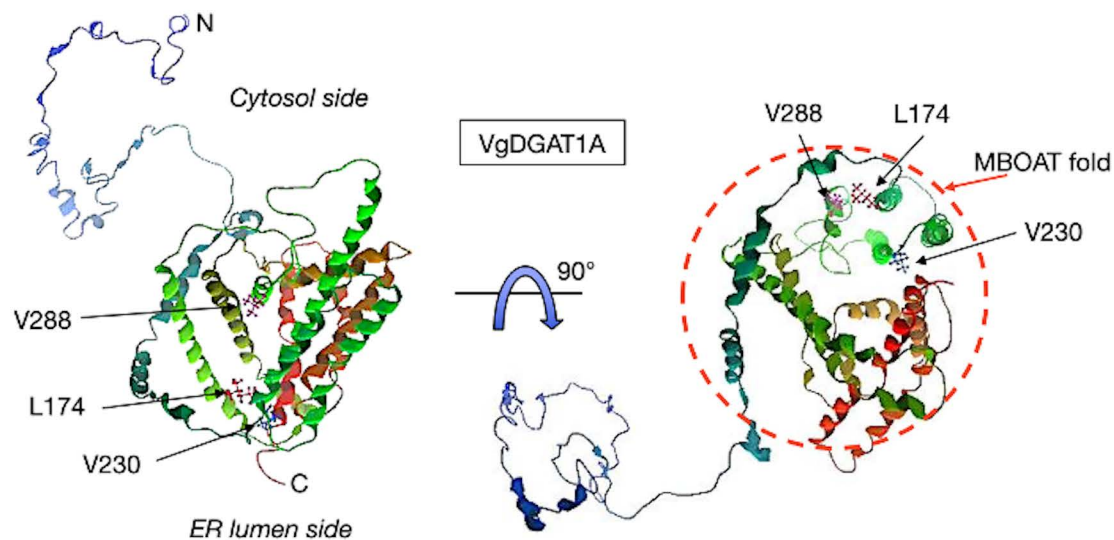 N
Cytosol side
V288
L174
V230
C
ER lumen side
VgDGAT1A
90°
V288
L174
MBOAT fold
V230